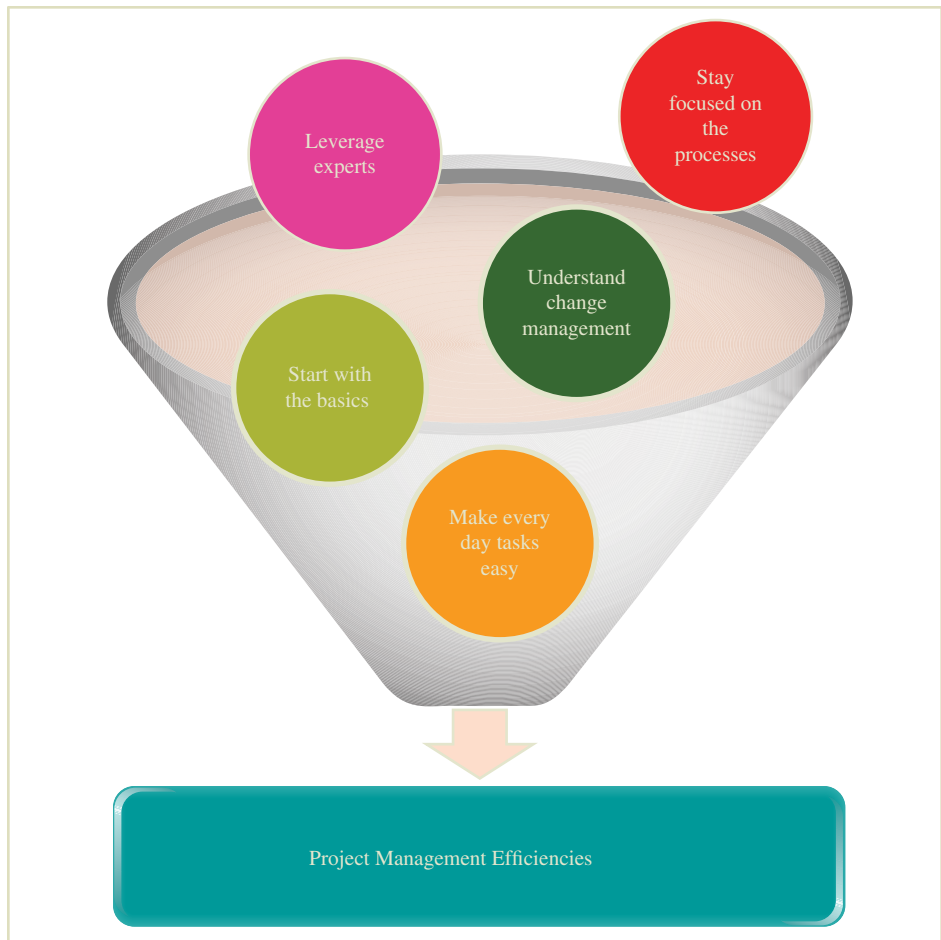 Stay
focused on
the
processes
Leverage
experts
Understand
change
management
Start with
the basics
Make every
day tasks
easy
Project Management Efficiencies